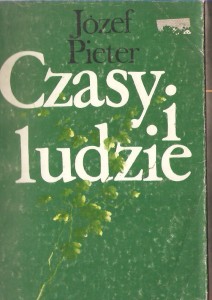 Józef
Pieter
Czasy i
ludzie